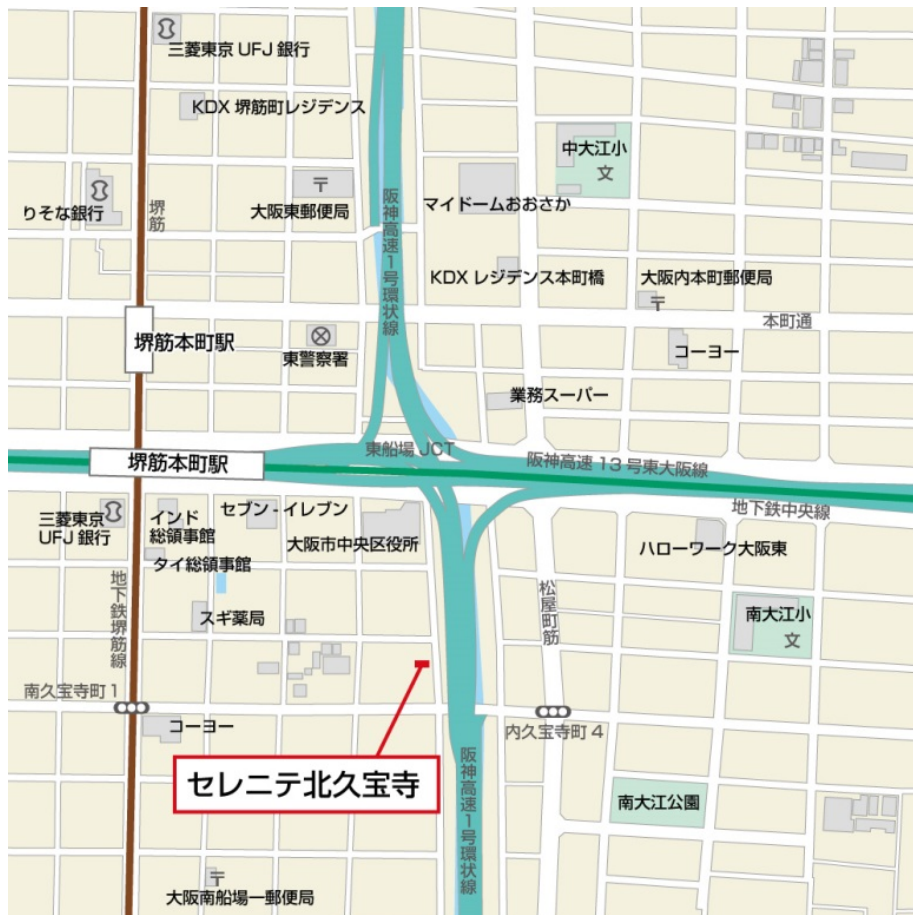 三菱東京 UFJ 銀行
KDX 堺筋町レジデンス
中大江小
文
りそな銀行
堺筋
〒
大阪東郵便局
阪神高速1号環状線
マイドームおおさか
KDX レジデンス本町橋
大阪内本町郵便局
〒
本町通
堺筋本町駅
東警察署
コーヨー
業務スーパー
東船場 JCT
堺筋本町駅
阪神高速 13 号東大阪線
地下鉄中央線
三菱東京
UFJ 銀行
インド
総領事館
セブン - イレブン
大阪市中央区役所
ハローワーク大阪東
タイ総領事館
地下鉄堺筋線
スギ薬局
松屋町筋
南大江小
文
南久宝寺町 1
コーヨー
内久宝寺町 4
セレニテ北久宝寺
阪神高速1号環状線
南大江公園
〒
大阪南船場一郵便局